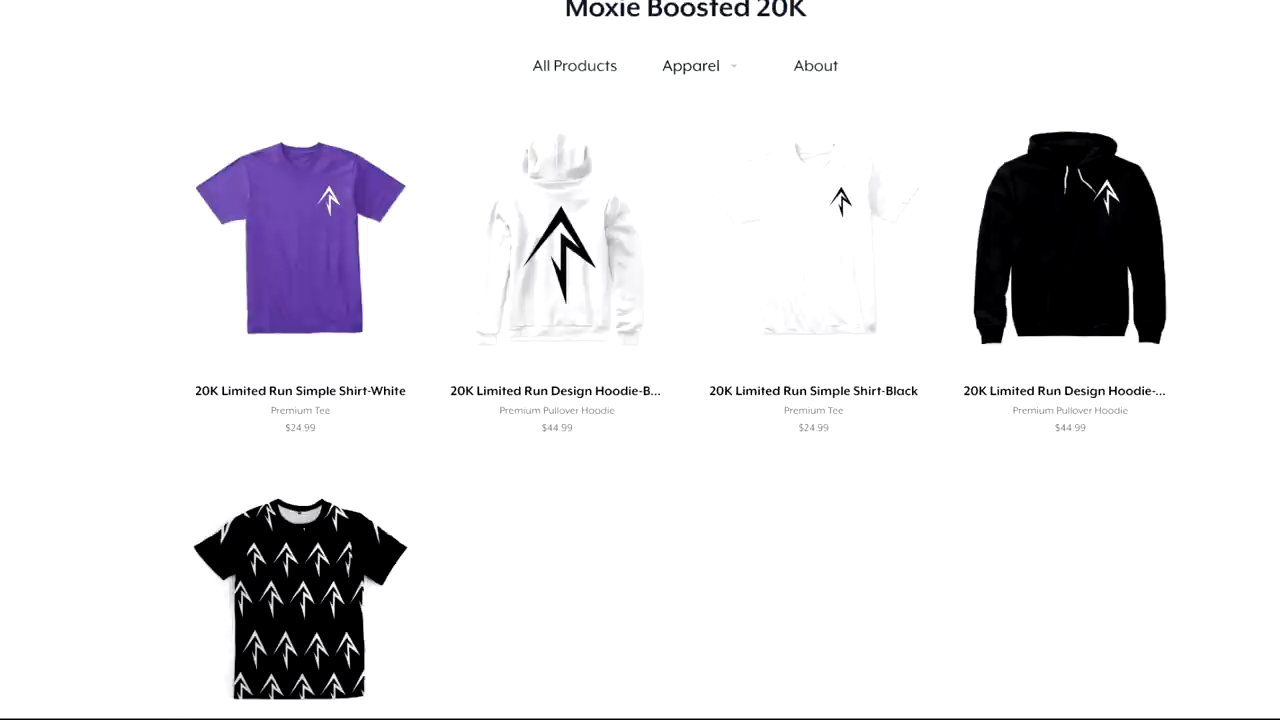 Moxie Boosted 20K
All Products Apparel About
20K Limited Run Simple Shirt-White
Premium Tee
$24.99
20K Limited Run Design Hoodie-B...
Premium Pullover Hoodie
$44.99
20K Limited Run Simple Shirt-Black
Premium Tee
$24.99
20K Limited Run Design Hoodie-...
Premium Pullover Hoodie
$44.99